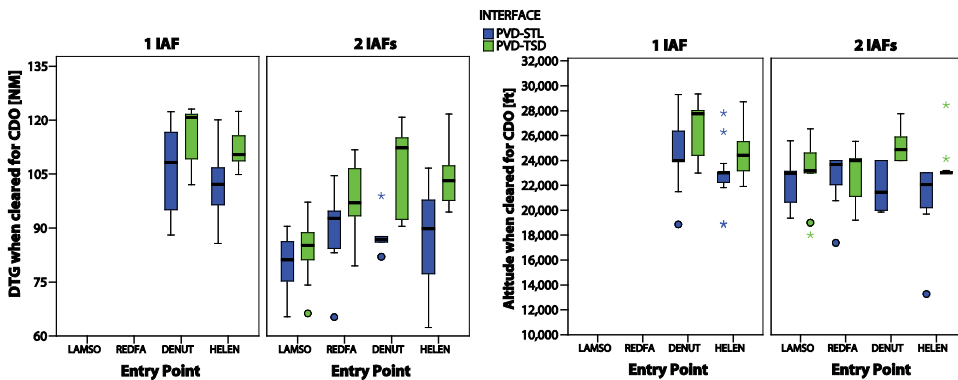 INTERFACE
PVD-STL
PVD-TSD
1 IAF
2 IAFs
DTG when cleared for CDO [NM]
135
120
105
90
75
60
LAMSO REDFA DENUT HELEN
LAMSO REDFA DENUT HELEN
Entry Point
Entry Point
1 IAF
2 IAFs
Altitude when cleared for CDO [ft]
32,000
30,000
28,000
26,000
24,000
22,000
20,000
18,000
16,000
14,000
12,000
10,000
LAMSO REDFA DENUT HELEN
LAMSO REDFA DENUT HELEN
Entry Point
Entry Point